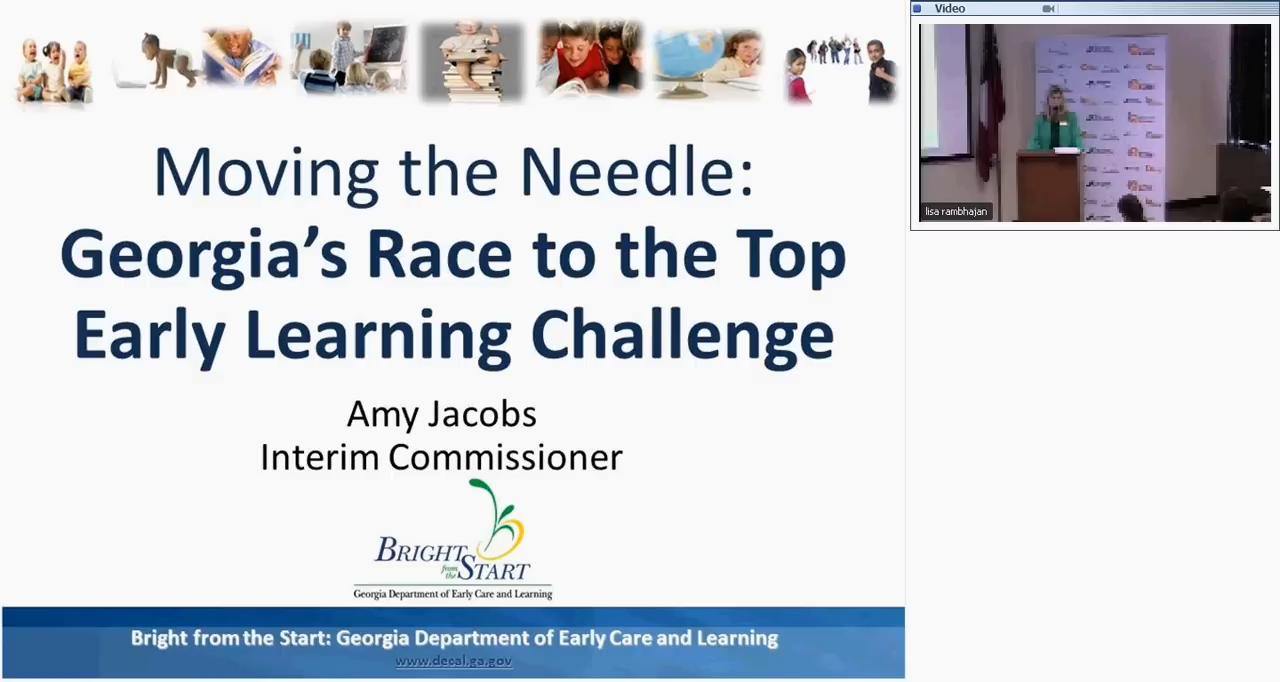 Video
lisa rambhajan
Moving the Needle:
Georgia's Race to the Top
Early Learning Challenge
Amy Jacobs
Interim Commissioner
BRIGHT
from the START
Georgia Department of Early Care and Learning
Bright from the Start: Georgia Department of Early Care and Learning
www.decal.ga.gov